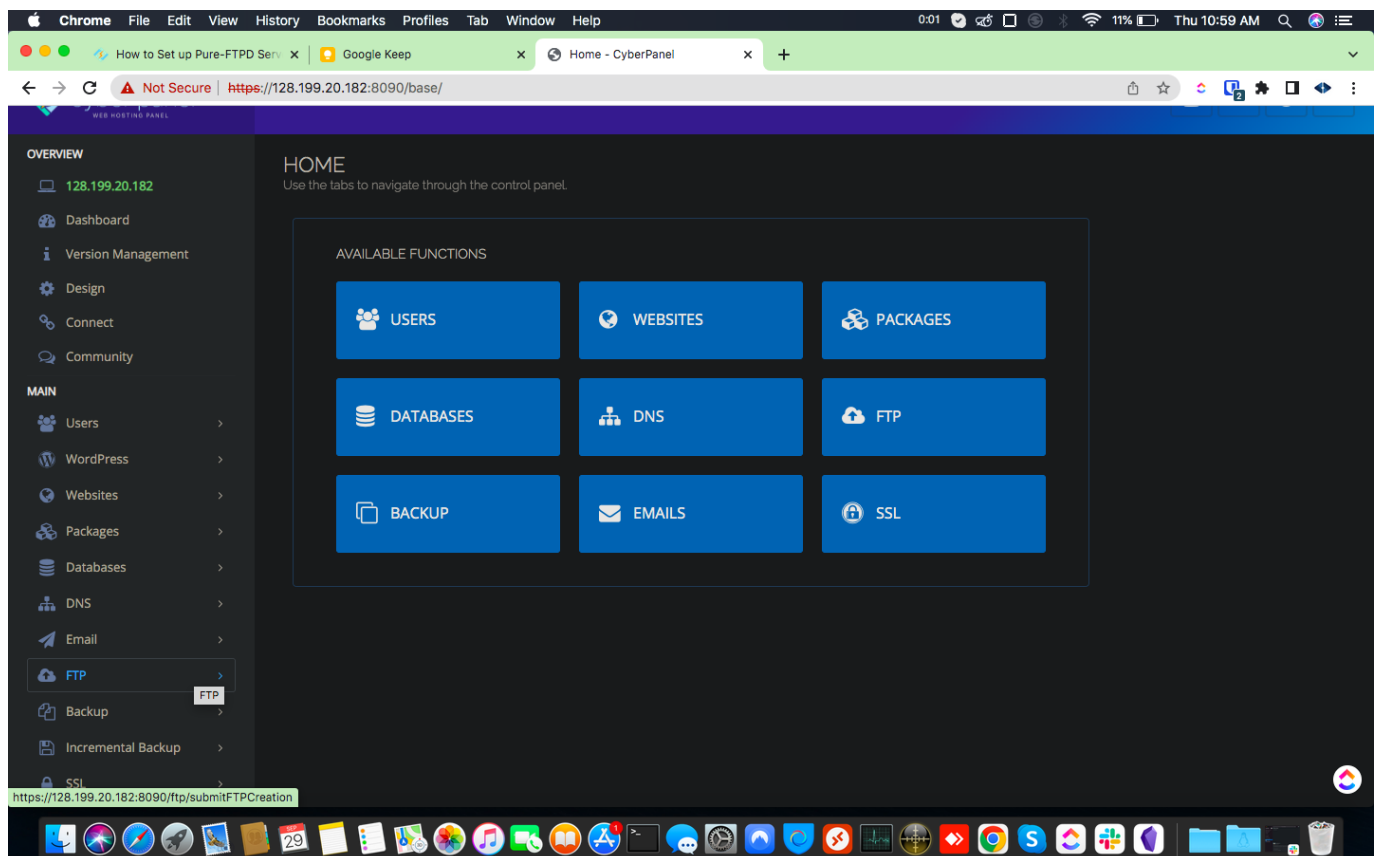 Chrome File Edit View History Bookmarks Profiles Tab Window Help 0:01 11% Thu 10:59 AM
How to Set up Pure-FTPD Serv Google Keep Home - CyberPanel
Not Secure https://128.199.20.182:8090/base/
2
WEB HOSTING PANEL
OVERVIEW
128.199.20.182
Dashboard
Version Management
Design
Connect
Community
MAIN
Users
WordPress
Websites
Packages
Databases
DNS
Email
FTP
FTP
Backup
Incremental Backup
SSL
HOME
Use the tabs to navigate through the control panel.
AVAILABLE FUNCTIONS
USERS WEBSITES PACKAGES
DATABASES DNS FTP
BACKUP EMAILS SSL
https://128.199.20.182:8090/ftp/submitFTPCreation
SEP
29
1